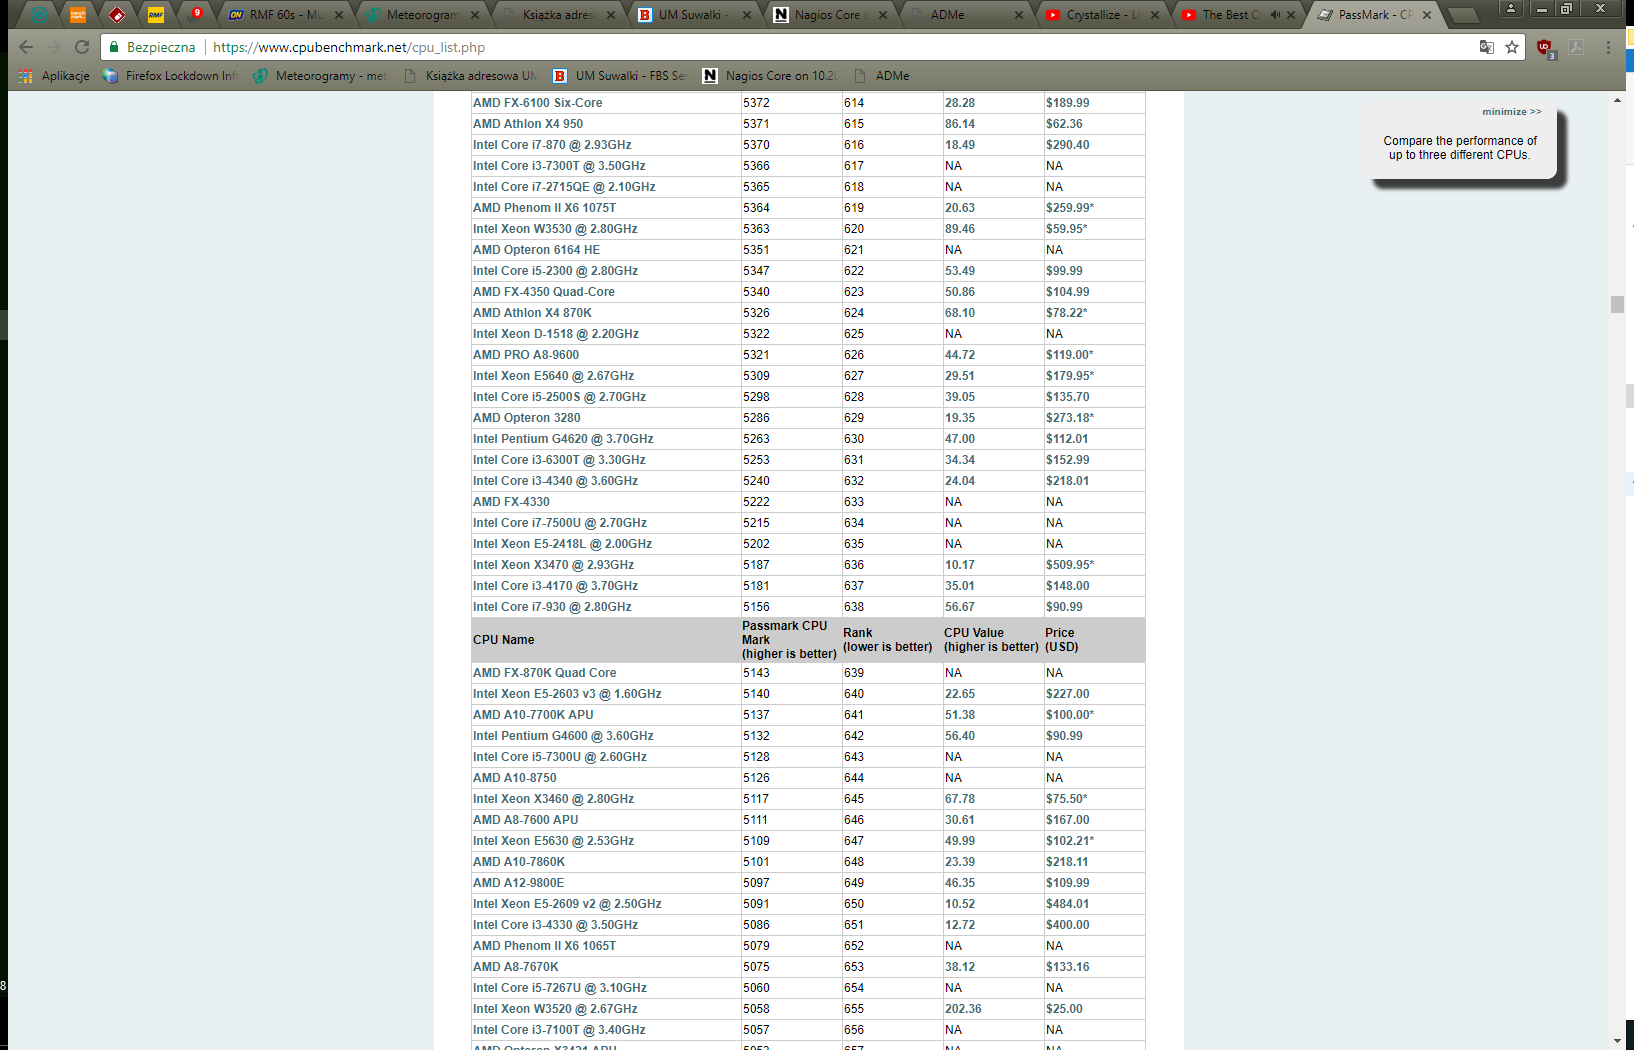 9 ON RMF 60s - Mu Meteorogram Książka adres B UM Suwalki - N Nagios Core ADMe Crystallize - Li The Best O PassMark - CP
Bezpieczna https://www.cpubenchmark.net/cpu_list.php 3
Aplikacje Firefox Lockdown Inf Meteorogramy - met Książka adresowa UM B UM Suwalki - FBS Se N Nagios Core on 10.20 ADMe
minimize >>
Compare the performance of
up to three different CPUs.
AMD FX-6100 Six-Core 5372 614 28.28 $189.99
AMD Athlon X4 950 5371 615 86.14 $62.36
Intel Core i7-870 @ 2.93GHz 5370 616 18.49 $290.40
Intel Core i3-7300T @ 3.50GHz 5366 617 NA NA
Intel Core i7-2715QE @ 2.10GHz 5365 618 NA NA
AMD Phenom II X6 1075T 5364 619 20.63 $259.99*
Intel Xeon W3530 @ 2.80GHz 5363 620 89.46 $59.95*
AMD Opteron 6164 HE 5351 621 NA NA
Intel Core i5-2300 @ 2.80GHz 5347 622 53.49 $99.99
AMD FX-4350 Quad-Core 5340 623 50.86 $104.99
AMD Athlon X4 870K 5326 624 68.10 $78.22*
Intel Xeon D-1518 @ 2.20GHz 5322 625 NA NA
AMD PRO A8-9600 5321 626 44.72 $119.00*
Intel Xeon E5640 @ 2.67GHz 5309 627 29.51 $179.95*
Intel Core i5-2500S @ 2.70GHz 5298 628 39.05 $135.70
AMD Opteron 3280 5286 629 19.35 $273.18*
Intel Pentium G4620 @ 3.70GHz 5263 630 47.00 $112.01
Intel Core i3-6300T @ 3.30GHz 5253 631 34.34 $152.99
Intel Core i3-4340 @ 3.60GHz 5240 632 24.04 $218.01
AMD FX-4330 5222 633 NA NA
Intel Core i7-7500U @ 2.70GHz 5215 634 NA NA
Intel Xeon E5-2418L @ 2.00GHz 5202 635 NA NA
Intel Xeon X3470 @ 2.93GHz 5187 636 10.17 $509.95*
Intel Core i3-4170 @ 3.70GHz 5181 637 35.01 $148.00
Intel Core i7-930 @ 2.80GHz 5156 638 56.67 $90.99
CPU Name Passmark CPU Mark (higher is better) Rank (lower is better) CPU Value (higher is better) Price (USD)
AMD FX-870K Quad Core 5143 639 NA NA
Intel Xeon E5-2603 v3 @ 1.60GHz 5140 640 22.65 $227.00
AMD A10-7700K APU 5137 641 51.38 $100.00*
Intel Pentium G4600 @ 3.60GHz 5132 642 56.40 $90.99
Intel Core i5-7300U @ 2.60GHz 5128 643 NA NA
AMD A10-8750 5126 644 NA NA
Intel Xeon X3460 @ 2.80GHz 5117 645 67.78 $75.50*
AMD A8-7600 APU 5111 646 30.61 $167.00
Intel Xeon E5630 @ 2.53GHz 5109 647 49.99 $102.21*
AMD A10-7860K 5101 648 23.39 $218.11
AMD A12-9800E 5097 649 46.35 $109.99
Intel Xeon E5-2609 v2 @ 2.50GHz 5091 650 10.52 $484.01
Intel Core i3-4330 @ 3.50GHz 5086 651 12.72 $400.00
AMD Phenom II X6 1065T 5079 652 NA NA
AMD A8-7670K 5075 653 38.12 $133.16
Intel Core i5-7267U @ 3.10GHz 5060 654 NA NA
Intel Xeon W3520 @ 2.67GHz 5058 655 202.36 $25.00
Intel Core i3-7100T @ 3.40GHz 5057 656 NA NA
AMD Opteron X3421 APU 5052 657 NA NA
8